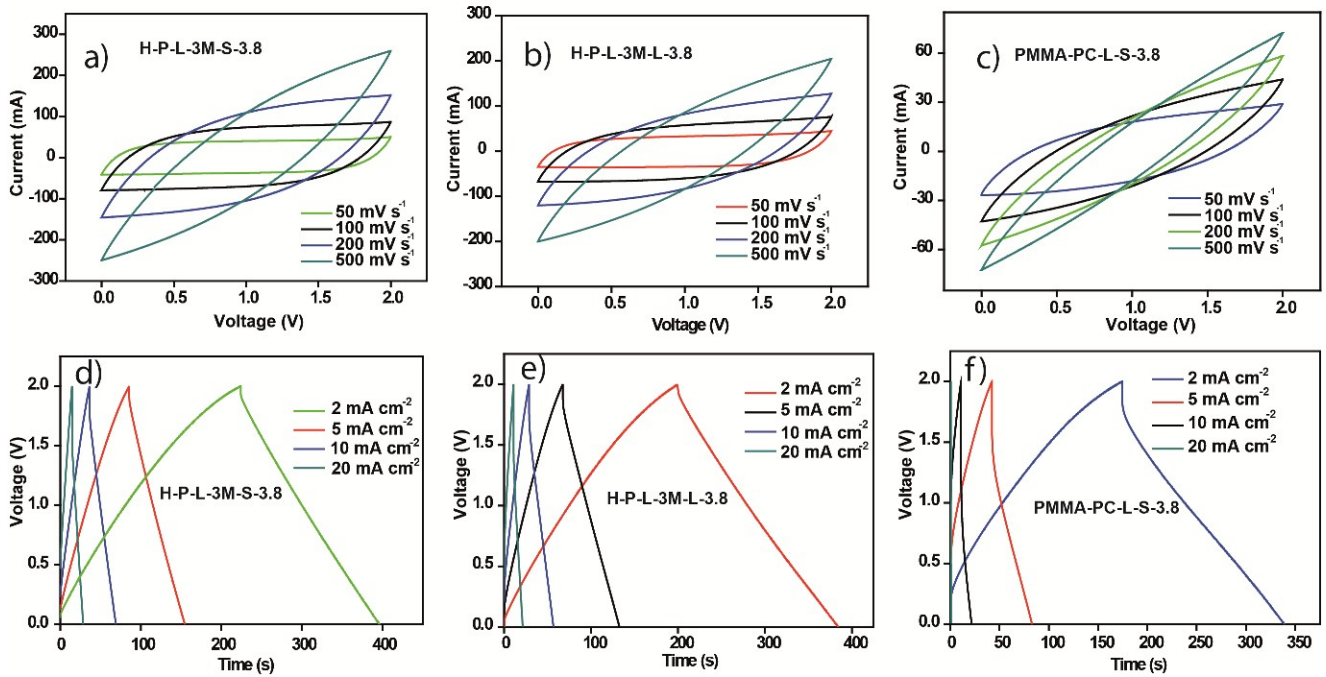 a)
H-P-L-3M-S-3.8
Current (mA)
300
200
100
0
-100
-200
-300
50 mV s-1
100 mV s-1
200 mV s-1
500 mV s-1
0.0 0.5 1.0 1.5 2.0
Voltage (V)
b)
H-P-L-3M-L-3.8
Current (mA)
300
200
100
0
-100
-200
-300
50 mV s-1
100 mV s-1
200 mV s-1
500 mV s-1
0.0 0.5 1.0 1.5 2.0
Voltage (V)
c)
PMMA-PC-L-S-3.8
Current (mA)
60
30
0
-30
-60
50 mV s-1
100 mV s-1
200 mV s-1
500 mV s-1
0.0 0.5 1.0 1.5 2.0
Voltage (V)
d)
Voltage (V)
2.0
1.5
1.0
0.5
0.0
2 mA cm-2
5 mA cm-2
10 mA cm-2
20 mA cm-2
H-P-L-3M-S-3.8
0 100 200 300 400
Time (s)
e)
Voltage (V)
2.0
1.5
1.0
0.5
0.0
2 mA cm-2
5 mA cm-2
10 mA cm-2
20 mA cm-2
H-P-L-3M-L-3.8
0 100 200 300 400
Time (s)
f)
Voltage (V)
2.0
1.5
1.0
0.5
0.0
2 mA cm-2
5 mA cm-2
10 mA cm-2
20 mA cm-2
PMMA-PC-L-S-3.8
0 50 100 150 200 250 300 350
Time (s)